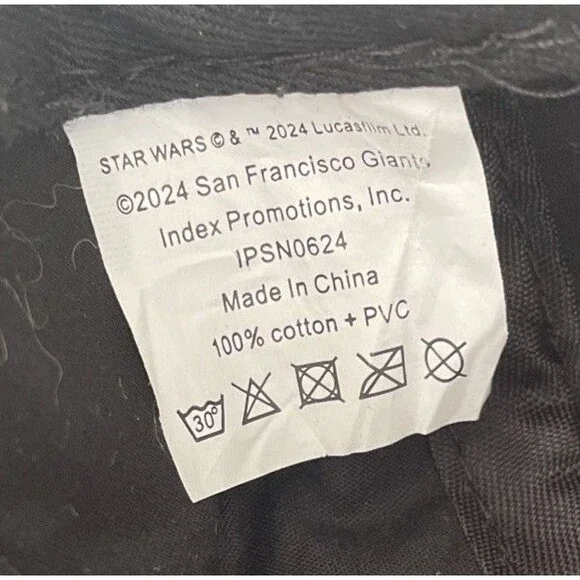 STAR WARS © & ™ 2024 Lucasfilm Ltd.
©2024 San Francisco Giants
Index Promotions, Inc.
IPSN0624
Made In China
100% cotton + PVC
30°